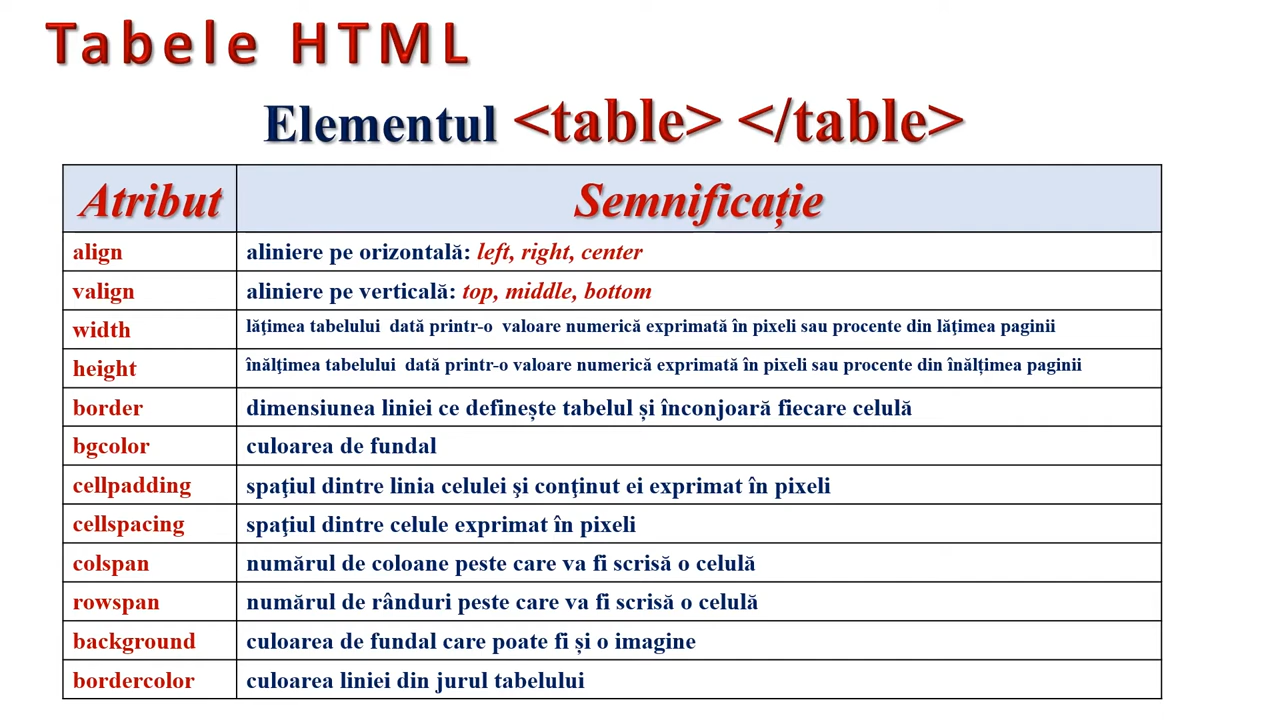 Tabele HTML
Elementul <table> </table>
Atribut Semnificație
align aliniere pe orizontală: left, right, center
valign aliniere pe verticală: top, middle, bottom
width lăţimea tabelului dată printr-o valoare numerică exprimată în pixeli sau procente din lăţimea paginii
height înălţimea tabelului dată printr-o valoare numerică exprimată în pixeli sau procente din înălțimea paginii
border dimensiunea liniei ce definește tabelul și înconjoară fiecare celulă
bgcolor culoarea de fundal
cellpadding spaţiul dintre linia celulei şi conţinut ei exprimat în pixeli
cellspacing spaţiul dintre celule exprimat în pixeli
colspan numărul de coloane peste care va fi scrisă o celulă
rowspan numărul de rânduri peste care va fi scrisă o celulă
background culoarea de fundal care poate fi și o imagine
bordercolor culoarea liniei din jurul tabelului